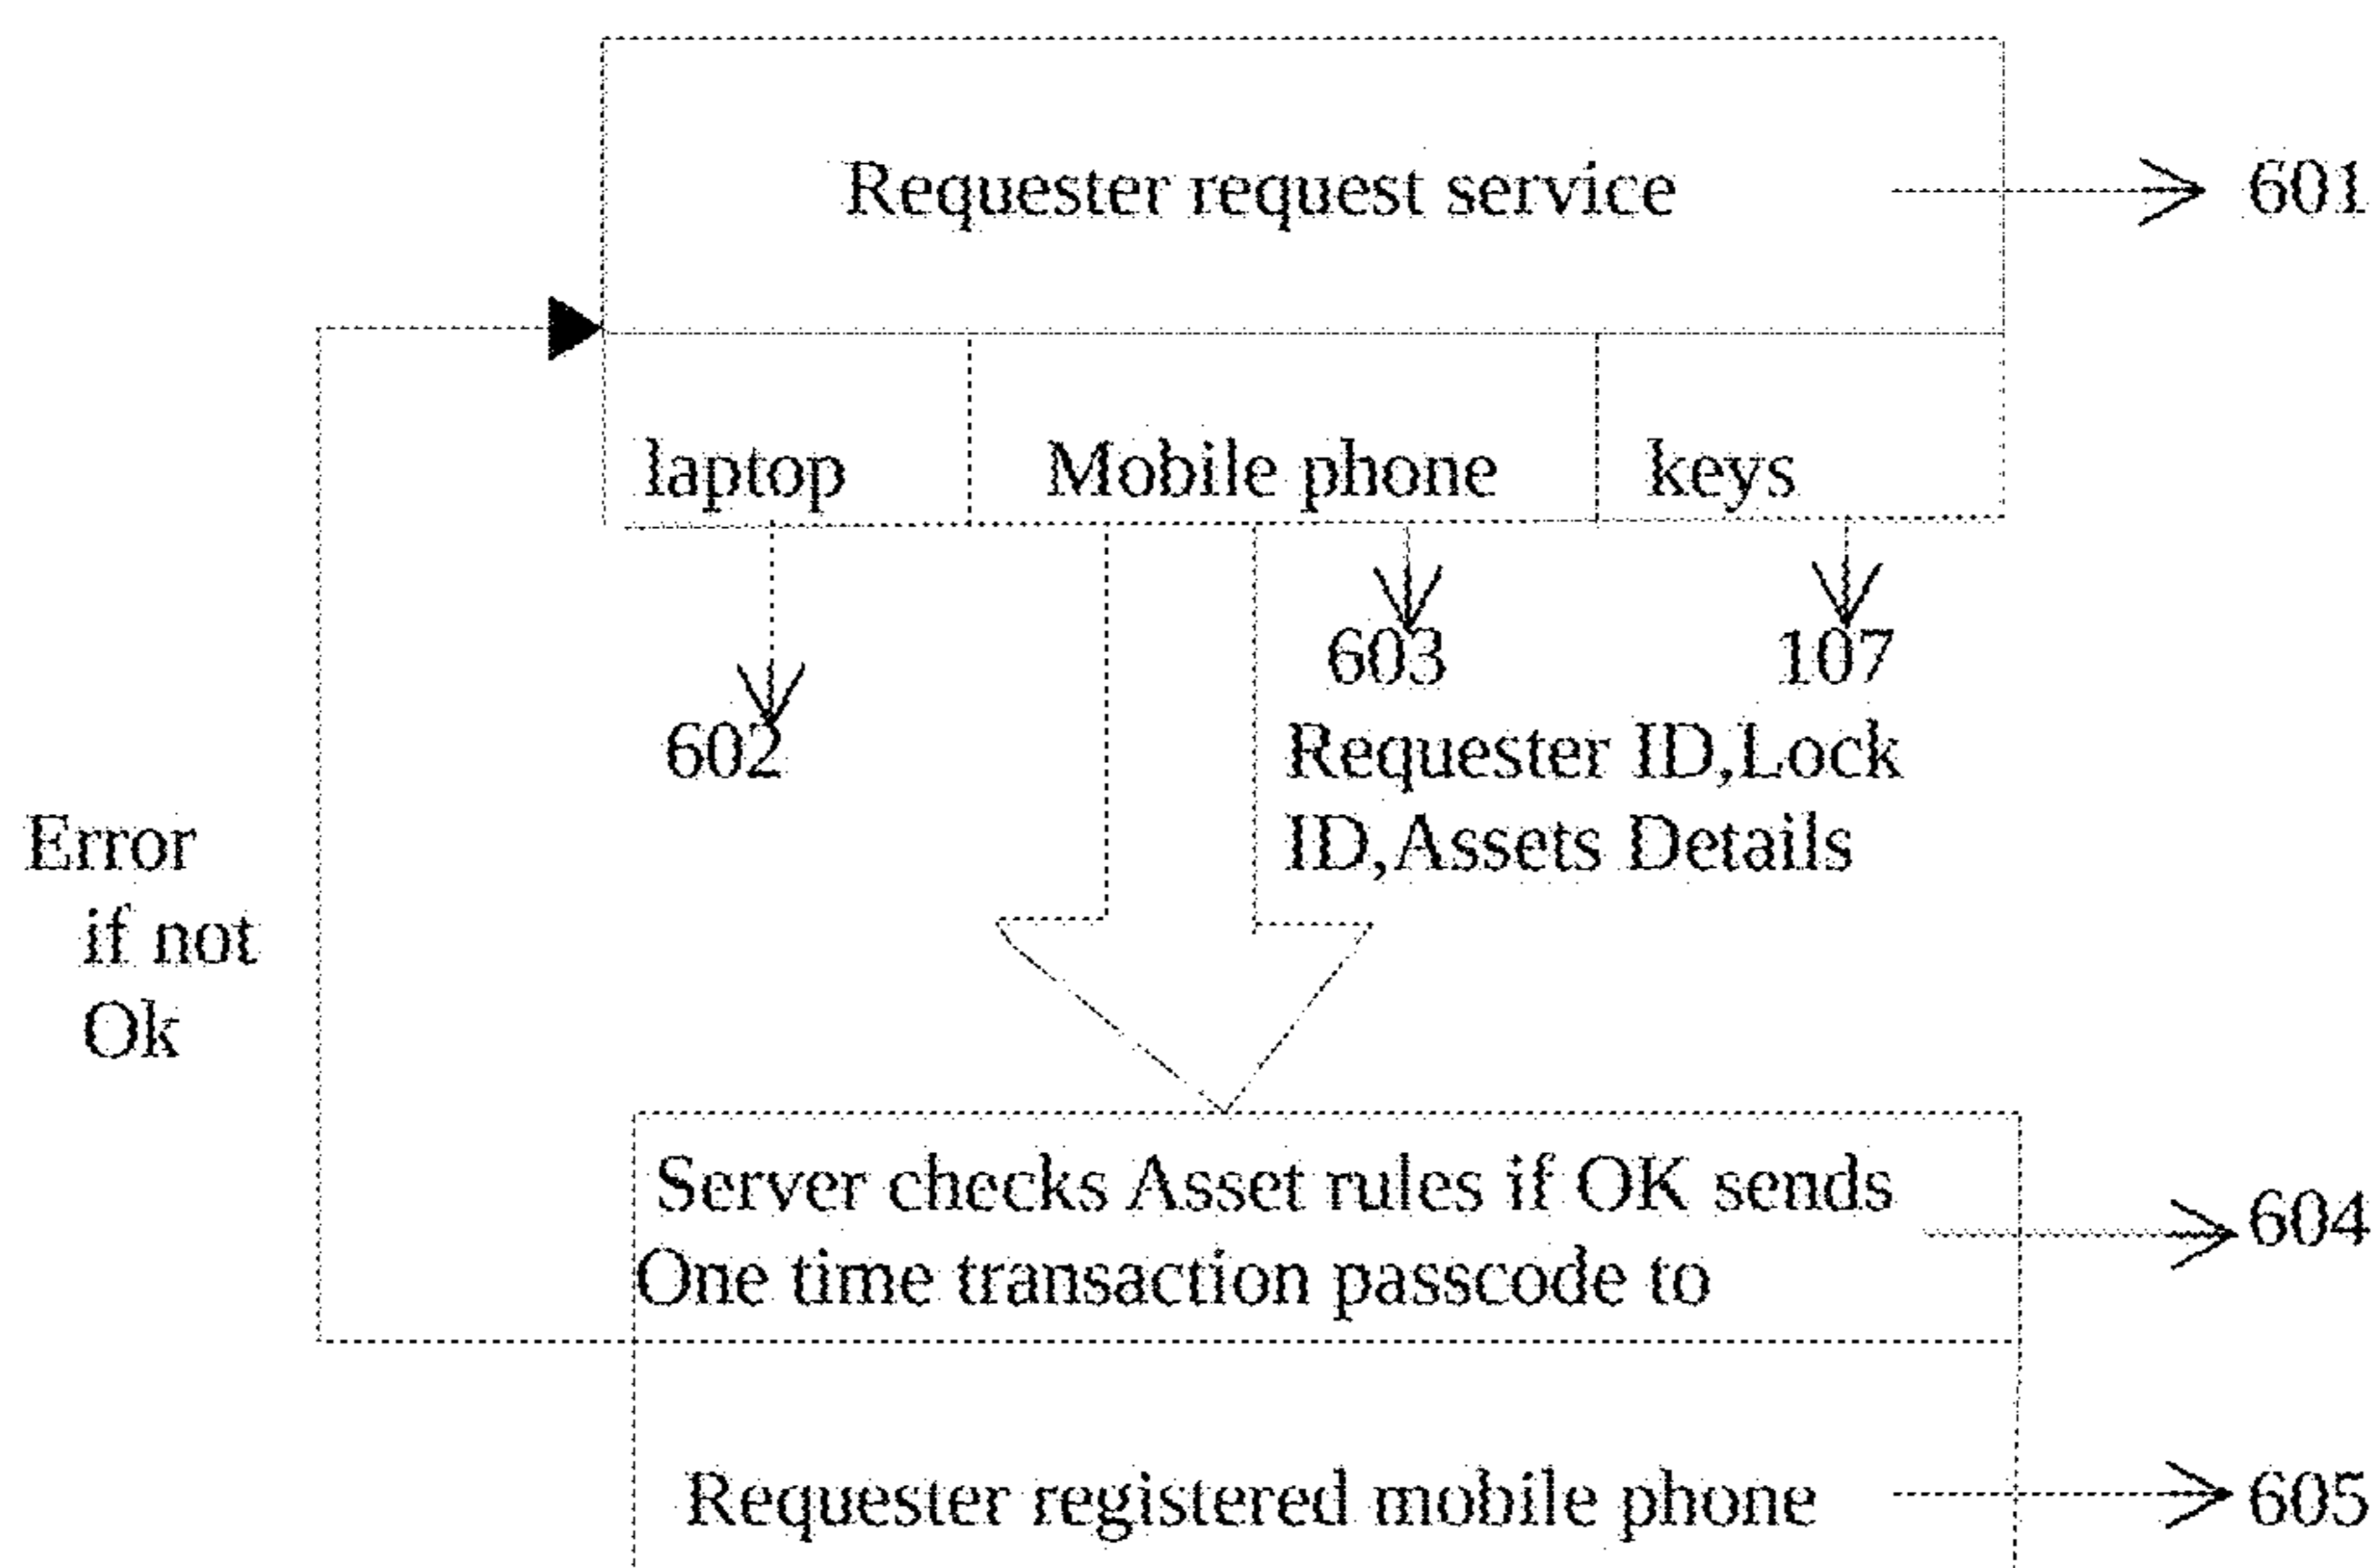 Requester request service
601
laptop
Mobile phone
keys
603
107
602
Requester ID,Lock
ID,Assets Details
Error
if not
Ok
Server checks Asset rules if OK sends
One time transaction passcode to
604
Requester registered mobile phone
605